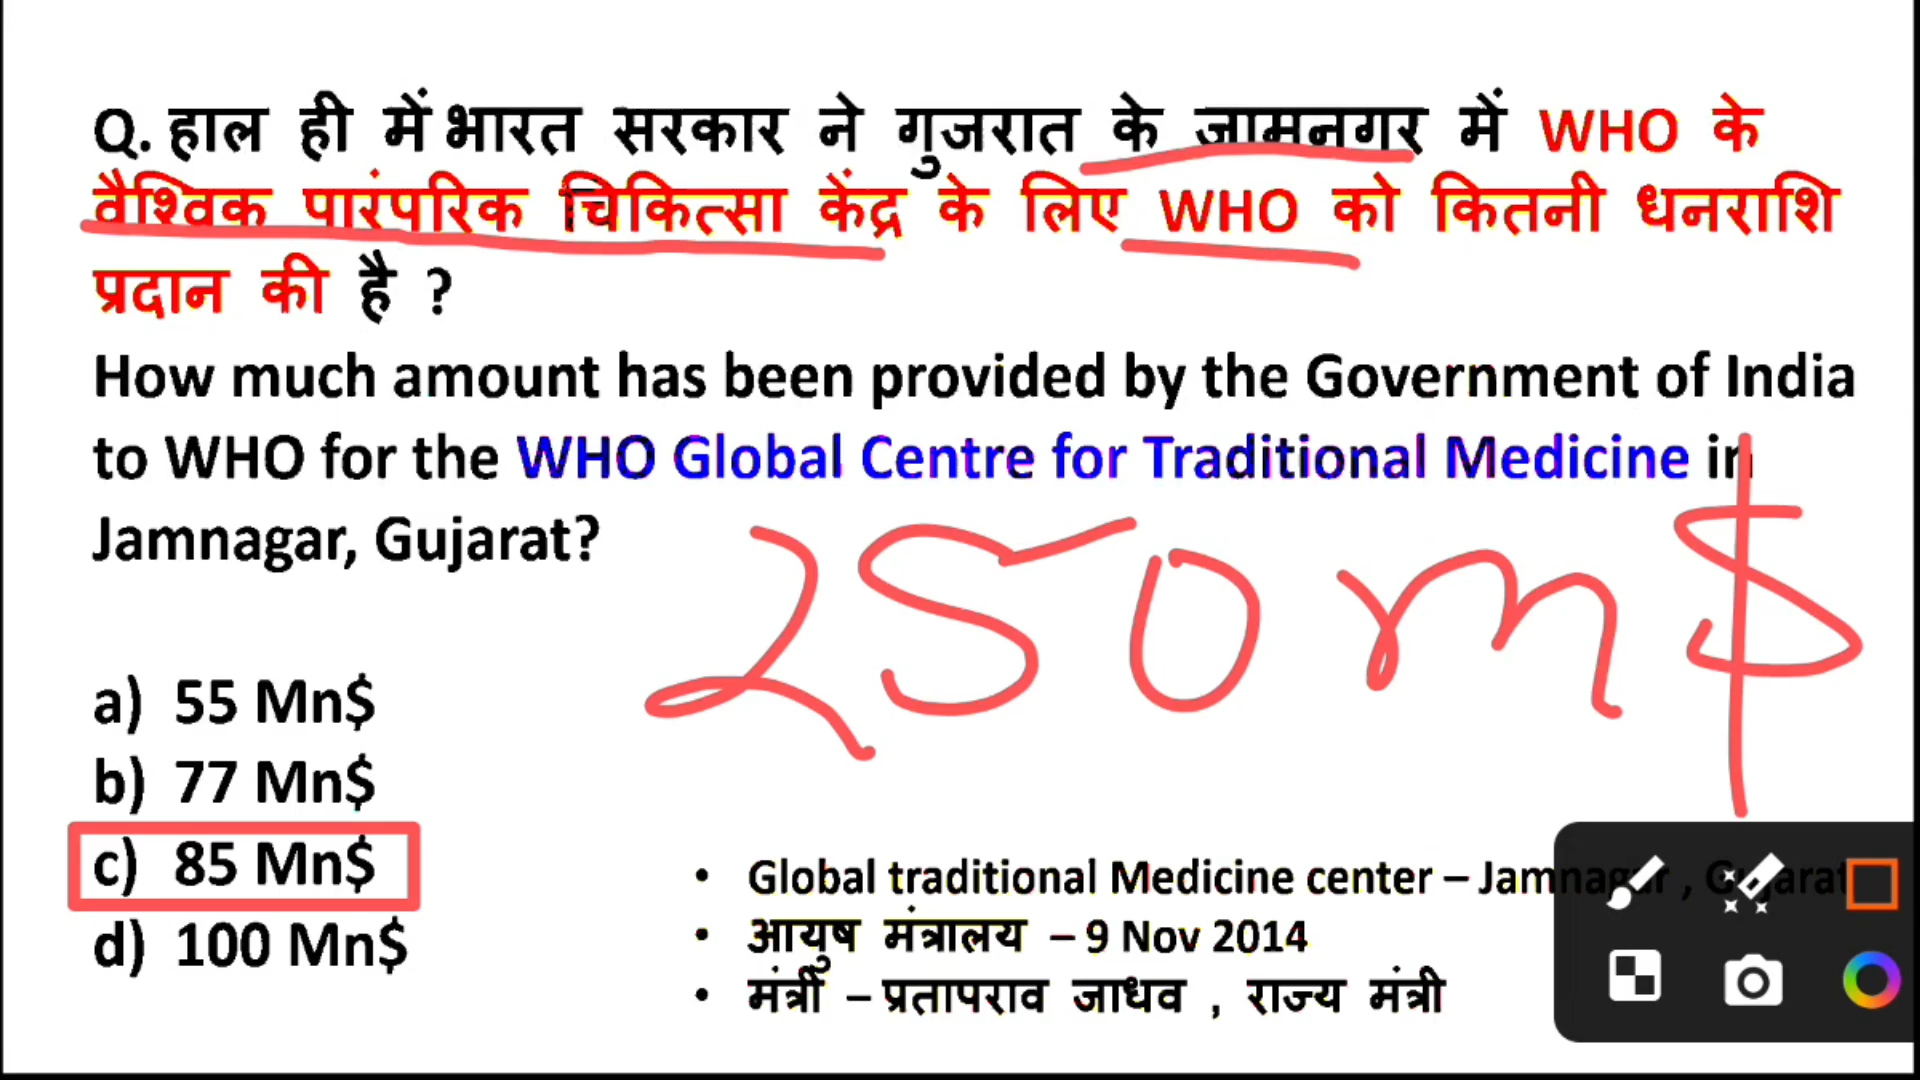 Q. हाल ही में भारत सरकार ने गुजरात के जामनगर में WHO के
वैश्विक पारंपरिक चिकित्सा केंद्र के लिए WHO को कितनी धनराशि
प्रदान की है ?
How much amount has been provided by the Government of India
to WHO for the WHO Global Centre for Traditional Medicine in
Jamnagar, Gujarat?
250 m $
a) 55 Mn$
b) 77 Mn$
c) 85 Mn$
d) 100 Mn$
• Global traditional Medicine center – Jamnagar , Gujarat
• आयुष मंत्रालय – 9 Nov 2014
• मंत्री – प्रतापराव जाधव , राज्य मंत्री